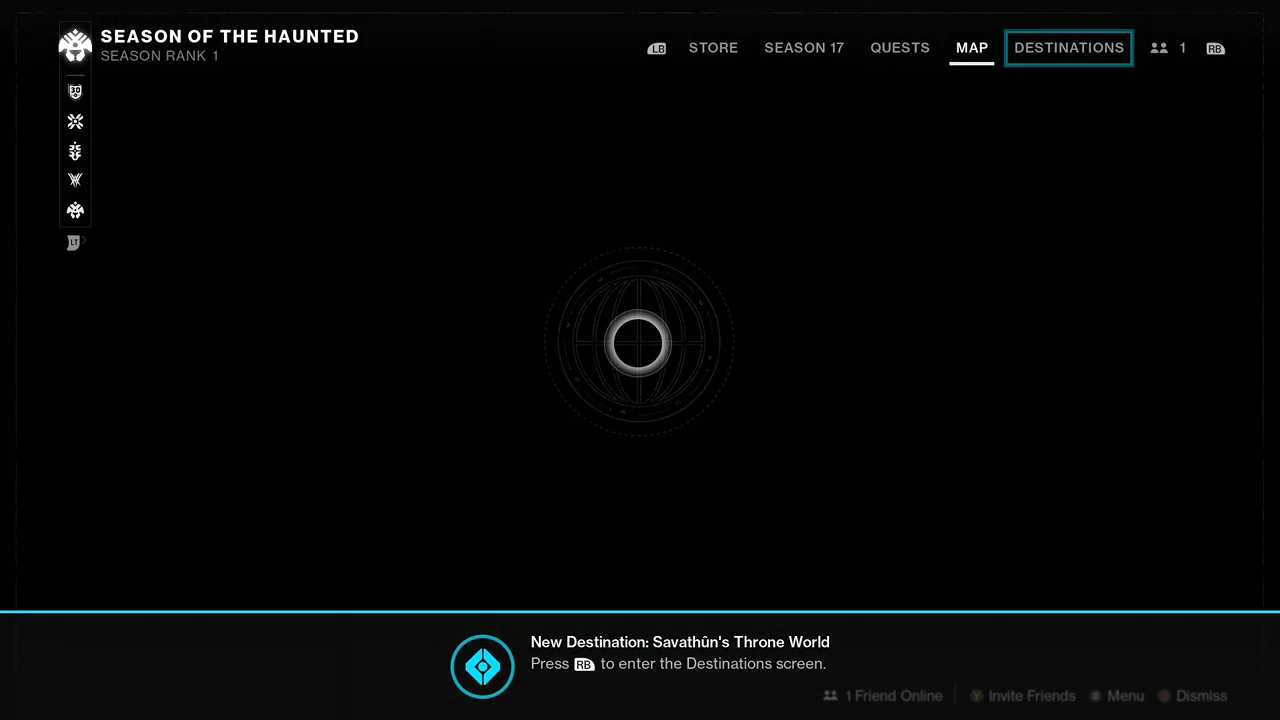 SEASON OF THE HAUNTED
SEASON RANK 1
LB STORE SEASON 17 QUESTS MAP DESTINATIONS 1 RB
LT
New Destination: Savathûn's Throne World
Press RB to enter the Destinations screen.
1 Friend Online Y Invite Friends Menu Dismiss